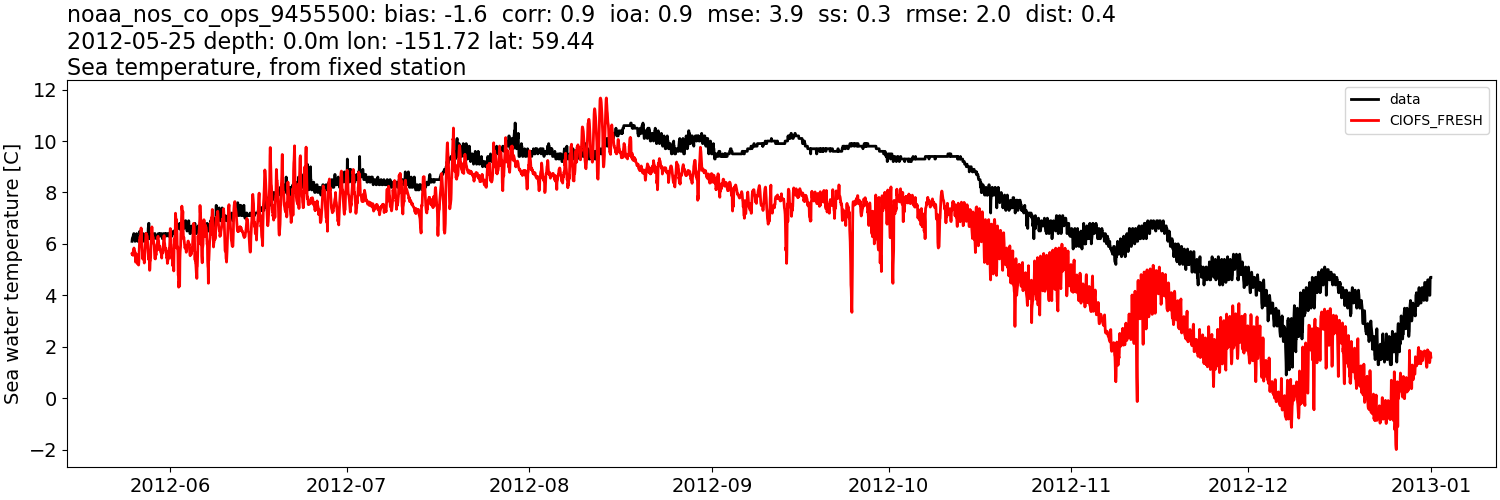 noaa_nos_co_ops_9455500: bias: -1.6  corr: 0.9  ioa: 0.9  mse: 3.9  ss: 0.3  rmse: 2.0  dist: 0.4
2012-05-25 depth: 0.0m lon: -151.72 lat: 59.44
Sea temperature, from fixed station
Sea water temperature [C]
12
10
8
6
4
2
0
−2
data
CIOFS_FRESH
2012-06
2012-07
2012-08
2012-09
2012-10
2012-11
2012-12
2013-01